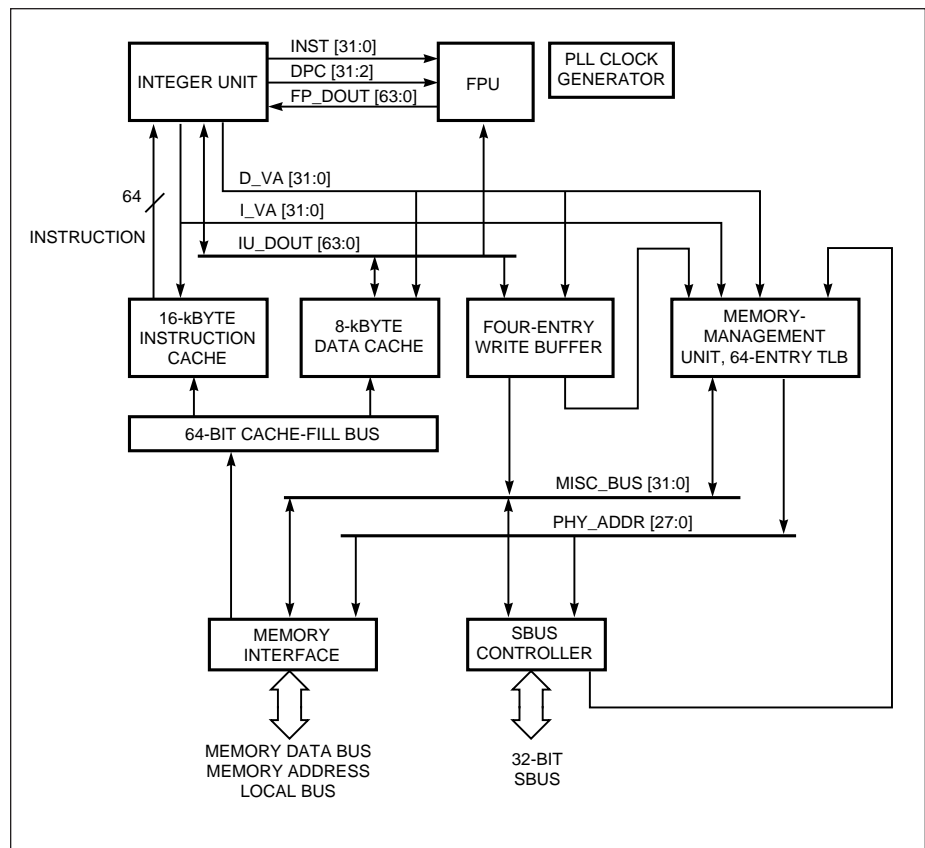 INST [31:0]
INTEGER UNIT
DPC [31:2]
FP_DOUT [63:0]
FPU
PLL CLOCK
GENERATOR
D_VA [31:0]
64
I_VA [31:0]
INSTRUCTION
IU_DOUT [63:0]
16-kBYTE
INSTRUCTION
CACHE
8-kBYTE
DATA CACHE
FOUR-ENTRY
WRITE BUFFER
MEMORY-
MANAGEMENT
UNIT, 64-ENTRY TLB
64-BIT CACHE-FILL BUS
MISC_BUS [31:0]
PHY_ADDR [27:0]
MEMORY
INTERFACE
SBUS
CONTROLLER
MEMORY DATA BUS
MEMORY ADDRESS
LOCAL BUS
32-BIT
SBUS